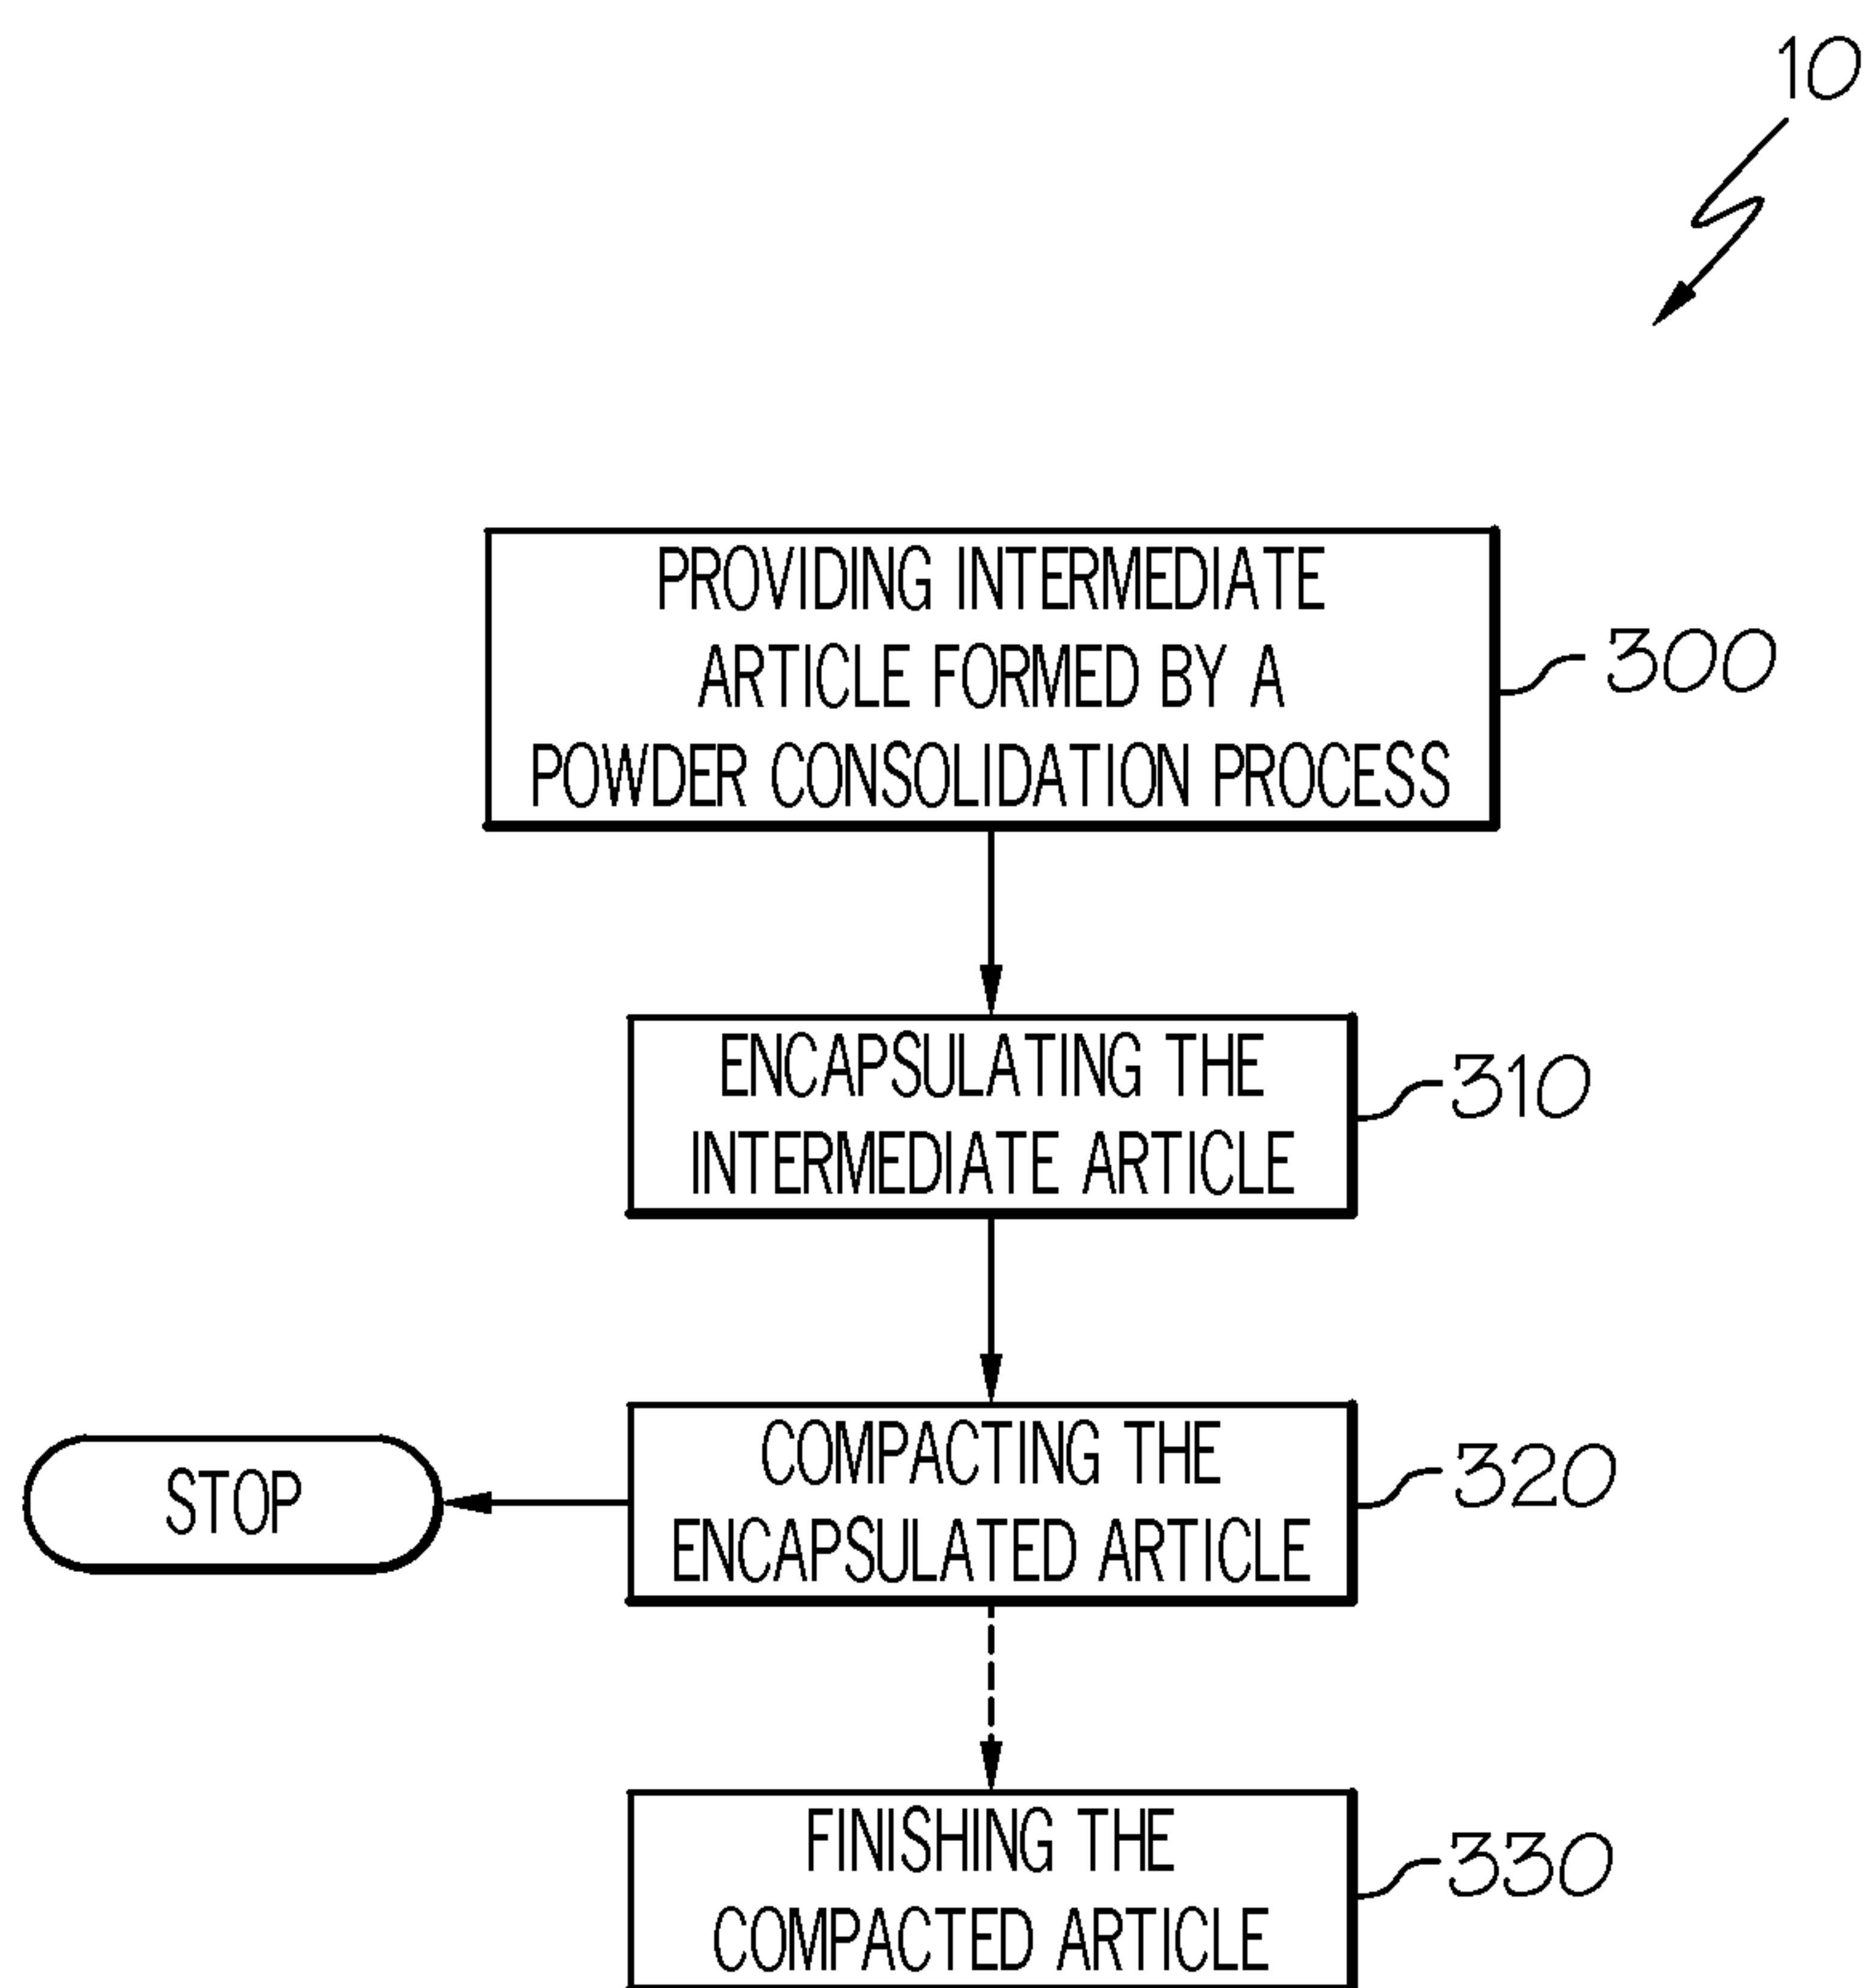 10
PROVIDING INTERMEDIATE
ARTICLE FORMED BY A
POWDER CONSOLIDATION PROCESS
300
ENCAPSULATING THE
INTERMEDIATE ARTICLE
310
COMPACTING THE
ENCAPSULATED ARTICLE
320
STOP
FINISHING THE
COMPACTED ARTICLE
330